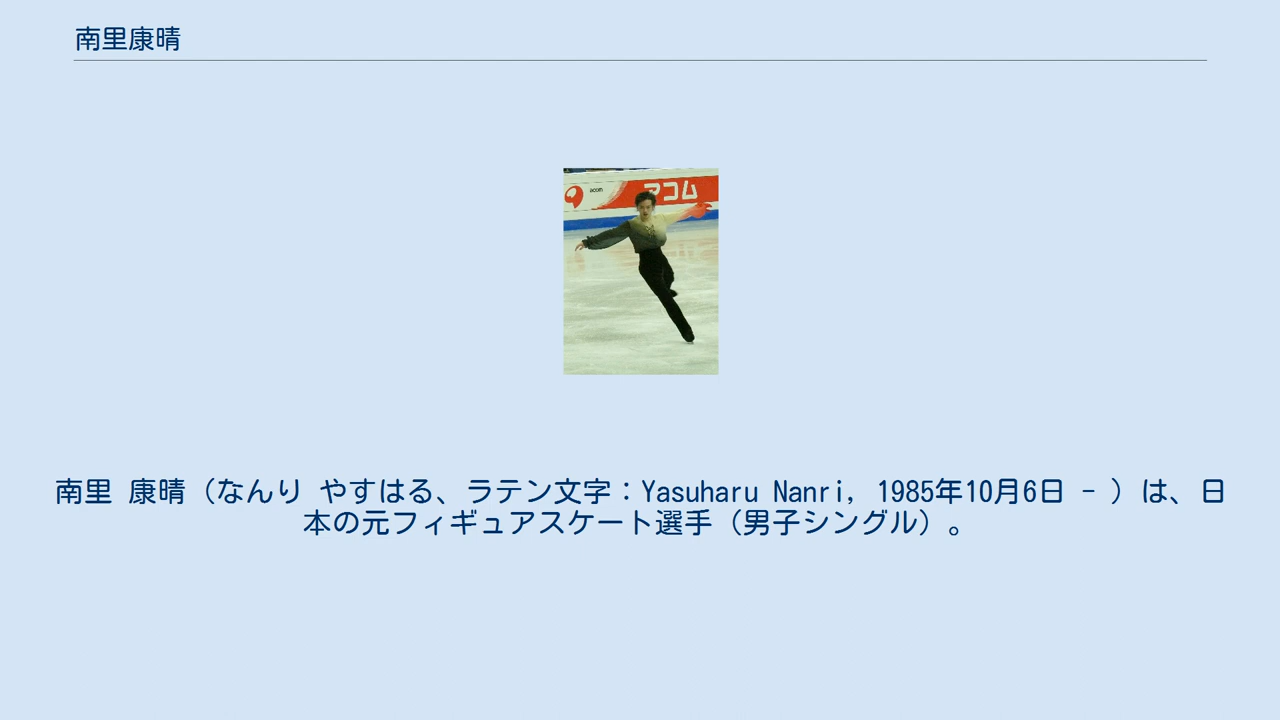 南里康晴
acom
アコム
南里 康晴（なんり やすはる、ラテン文字：Yasuharu Nanri, 1985年10月6日 - ）は、日
本の元フィギュアスケート選手（男子シングル）。